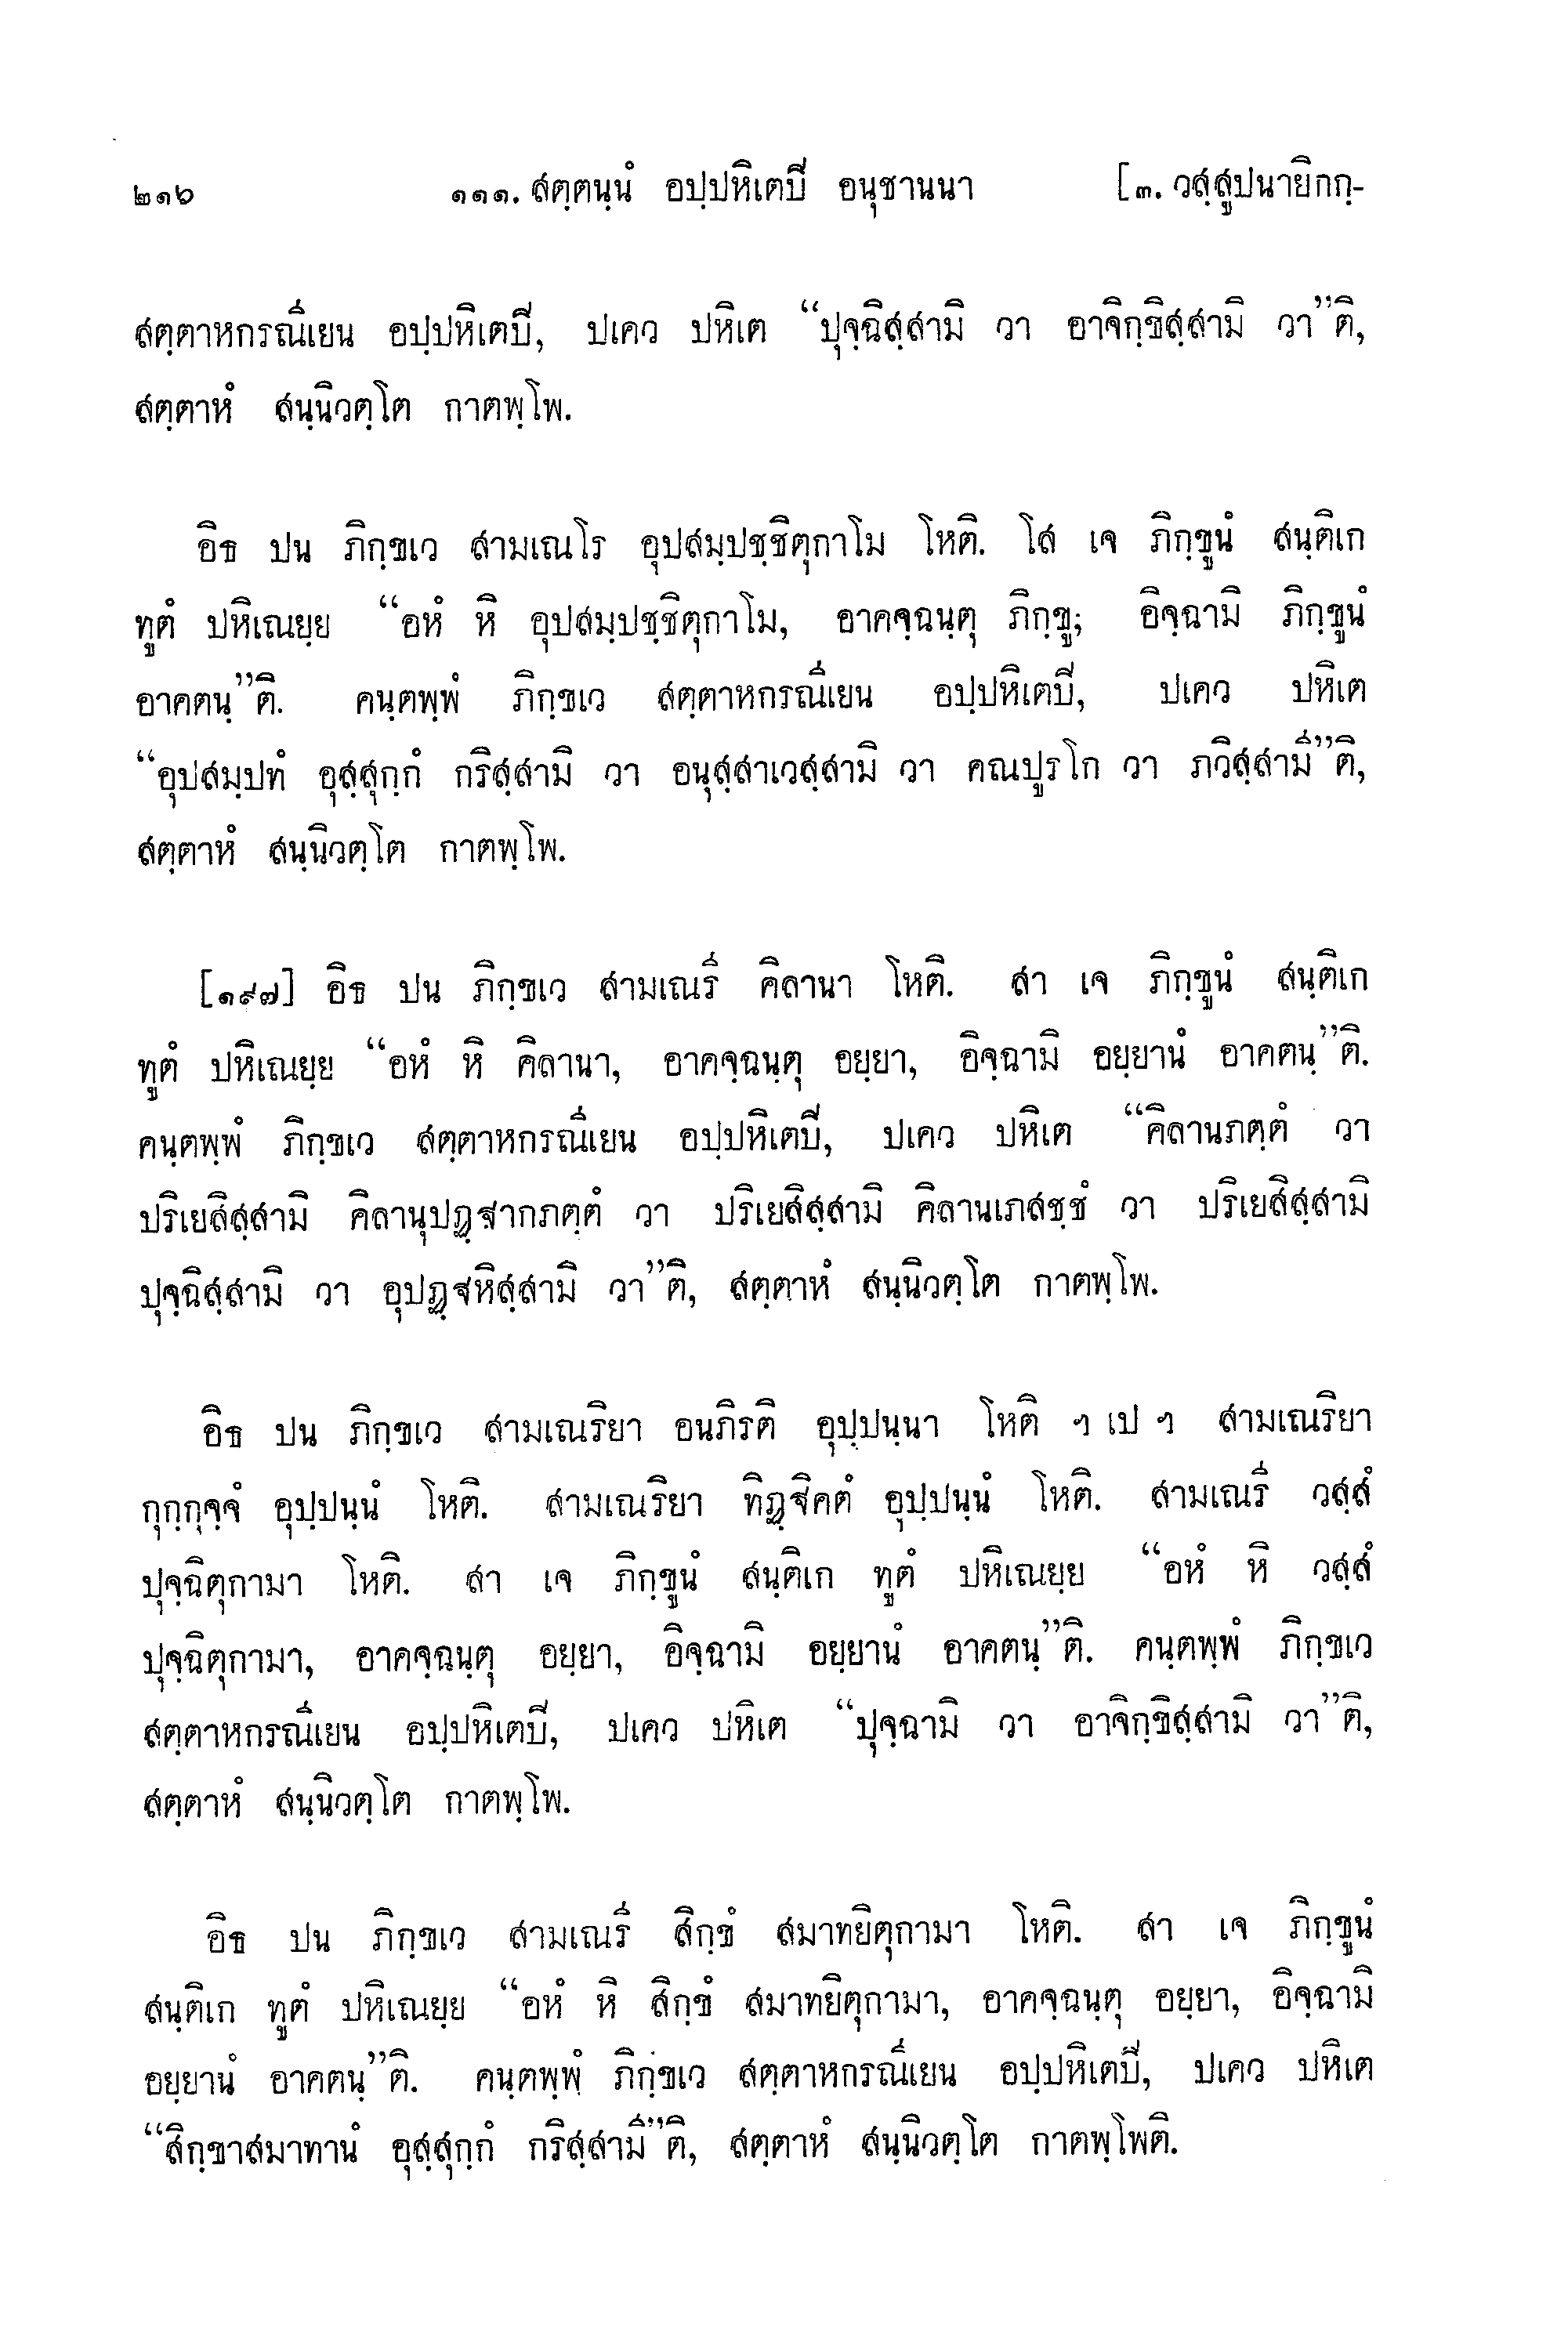 ๒๑๖ ๑๑๑. สตฺตนฺนํ อปฺปหิเตปี อนุชานนา [๓. วสฺสูปนายิกกฺ-
สตฺตาหกรณีเยน อปฺปหิเตปี, ปเคว ปหิเต “ปุจฺฉิสฺสามิ วา อาจิกฺขิสฺสามิ วา”ติ,
สตฺตาหํ สนฺนิวตฺโต กาตพฺโพ.
อิธ ปน ภิกฺขเว สามเณโร อุปสมฺปชฺชิตุกาโม โหติ. โส เจ ภิกฺขูนํ สนฺติเก
ทูตํ ปหิเณยฺย “อหํ หิ อุปสมฺปชฺชิตุกาโม, อาคจฺฉนฺตุ ภิกฺขู; อิจฺฉามิ ภิกฺขูนํ
อาคตนฺ”ติ. คนฺตพฺพํ ภิกฺขเว สตฺตาหกรณีเยน อปฺปหิเตปี, ปเคว ปหิเต
“อุปสมฺปทํ อุสฺสุกฺกํ กริสฺสามิ วา อนุสฺสาเวสฺสามิ วา คณปูรโก วา ภวิสฺสามี”ติ,
สตฺตาหํ สนฺนิวตฺโต กาตพฺโพ.
[๑๙๗] อิธ ปน ภิกฺขเว สามเณรี คิลานา โหติ. สา เจ ภิกฺขูนํ สนฺติเก
ทูตํ ปหิเณยฺย “อหํ หิ คิลานา, อาคจฺฉนฺตุ อยฺยา, อิจฺฉามิ อยฺยานํ อาคตนฺ”ติ.
คนฺตพฺพํ ภิกฺขเว สตฺตาหกรณีเยน อปฺปหิเตปี, ปเคว ปหิเต “คิลานภตฺตํ วา
ปริเยสิสฺสามิ คิลานุปฏฺฐากภตฺตํ วา ปริเยสิสฺสามิ คิลานเภสชฺชํ วา ปริเยสิสฺสามิ
ปุจฺฉิสฺสามิ วา อุปฏฺฐหิสฺสามิ วา”ติ, สตฺตาหํ สนฺนิวตฺโต กาตพฺโพ.
อิธ ปน ภิกฺขเว สามเณริยา อนภิรติ อุปฺปนฺนา โหติ ฯ เป ฯ สามเณริยา
กุกฺกุจฺจํ อุปฺปนฺนํ โหติ. สามเณริยา ทิฏฺฐิคตํ อุปฺปนฺนํ โหติ. สามเณรี วสฺสํ
ปุจฺฉิตุกามา โหติ. สา เจ ภิกฺขูนํ สนฺติเก ทูตํ ปหิเณยฺย “อหํ หิ วสฺสํ
ปุจฺฉิตุกามา, อาคจฺฉนฺตุ อยฺยา, อิจฺฉามิ อยฺยานํ อาคตนฺ”ติ. คนฺตพฺพํ ภิกฺขเว
สตฺตาหกรณีเยน อปฺปหิเตปี, ปเคว ปหิเต “ปุจฺฉามิ วา อาจิกฺขิสฺสามิ วา”ติ,
สตฺตาหํ สนฺนิวตฺโต กาตพฺโพ.
อิธ ปน ภิกฺขเว สามเณรี สิกฺขํ สมาทยิตุกามา โหติ. สา เจ ภิกฺขูนํ
สนฺติเก ทูตํ ปหิเณยฺย “อหํ หิ สิกฺขํ สมาทยิตุกามา, อาคจฺฉนฺตุ อยฺยา, อิจฺฉามิ
อยฺยานํ อาคตนฺ”ติ. คนฺตพฺพํ ภิกฺขเว สตฺตาหกรณีเยน อปฺปหิเตปี, ปเคว ปหิเต
“สิกฺขาสมาทานํ อุสฺสุกฺกํ กริสฺสามี”ติ, สตฺตาหํ สนฺนิวตฺโต กาตพฺโพติ.